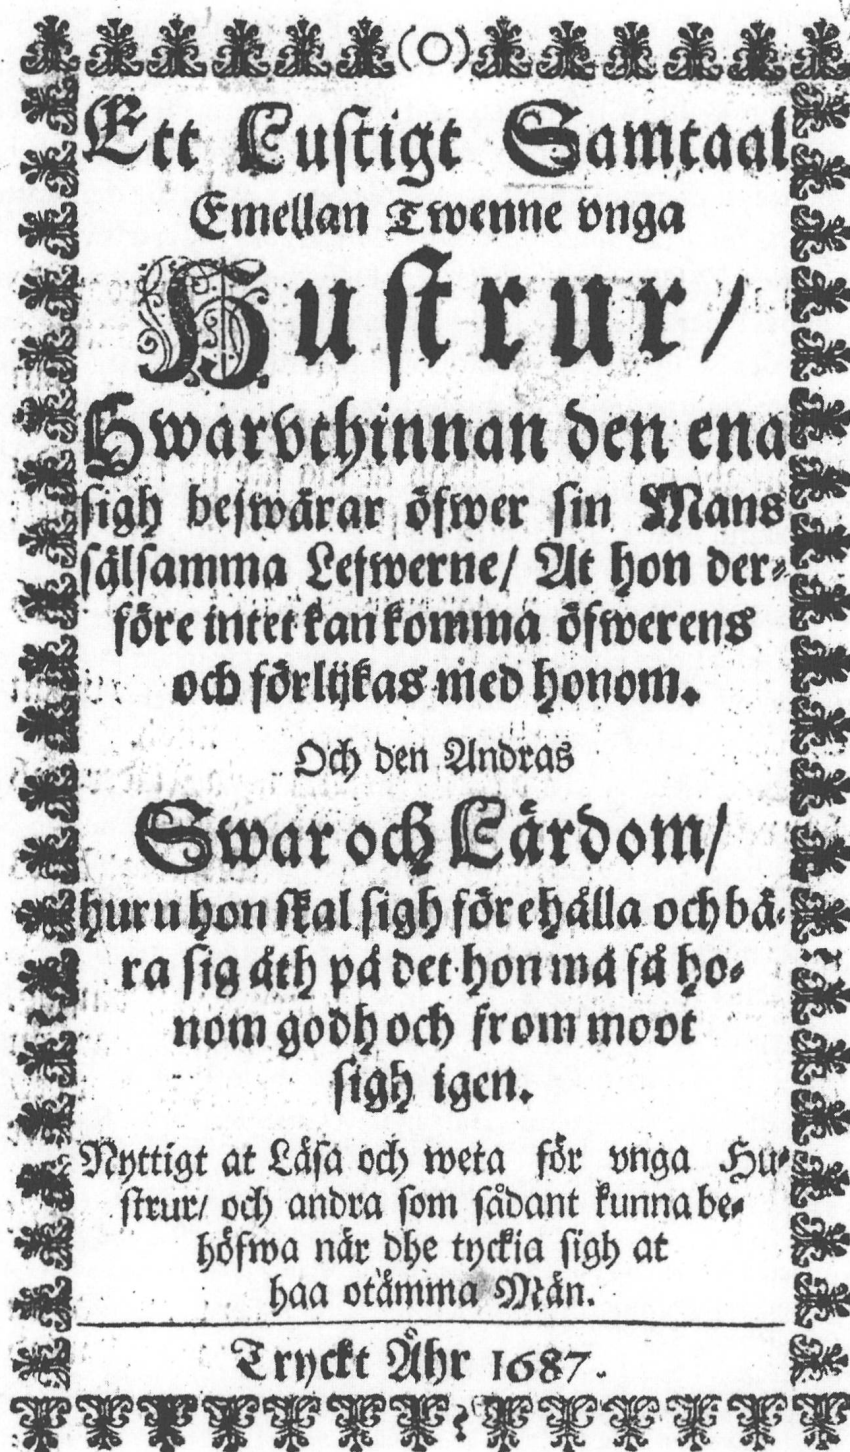 (O)
Ett Lustigt Samtaal
Emellan Twenne vnga
Hustrur/
Hwarvthinnan den ena
sigh beswärar öfwer sin Mans
sälsamma Lefwerne/ At hon der-
före intet kan komma öfwerens
och förlijkas med honom.
Och den Andras
Swar och Lärdom/
huru hon skal sigh förehålla och bä-
ra sig åth på det hon må få ho-
nom godh och from moot
sigh igen.
Nyttigt at Läsa och weta för vnga Hu-
strur/ och andra som sådant kunna be-
höfwa när dhe tyckia sigh at
haa otämma Män.
Tryckt Åhr 1687.